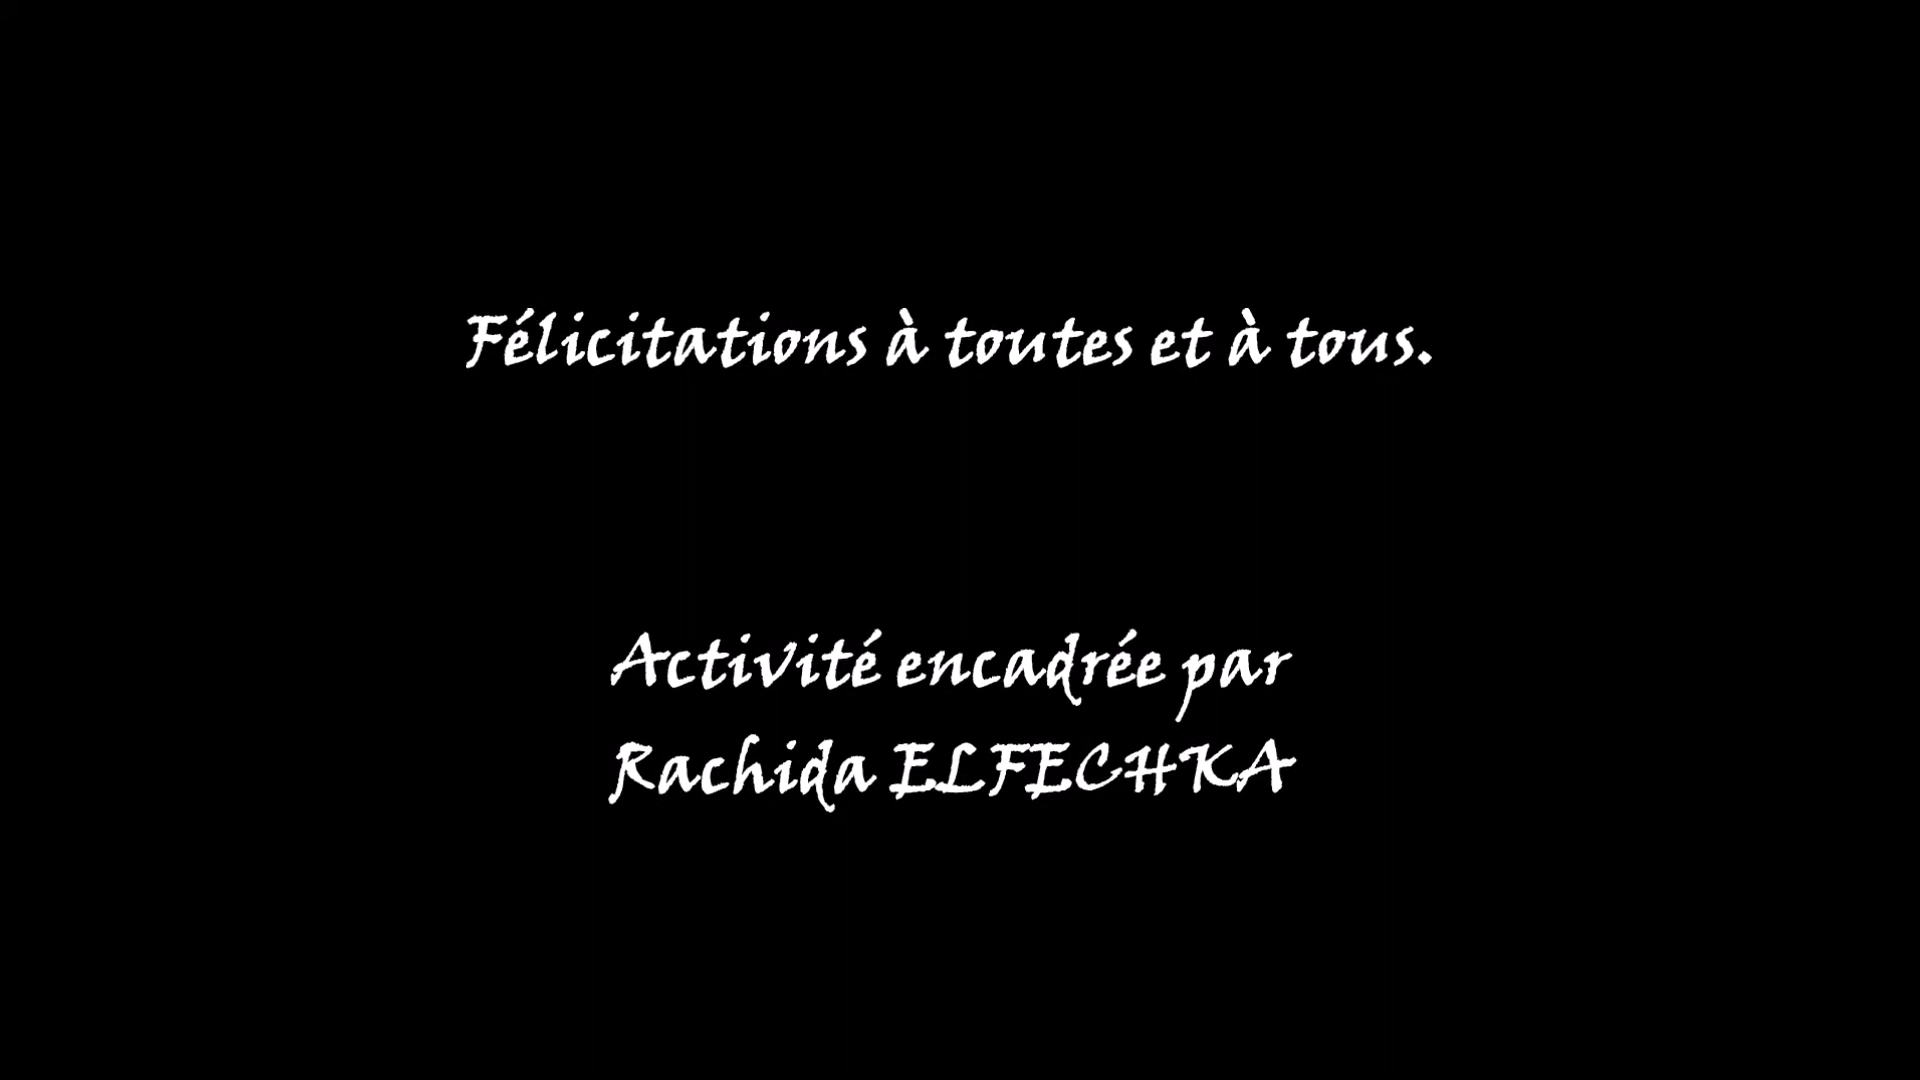 Félicitations à toutes et à tous.
Activité encadrée par
Rachida ELFECHKA